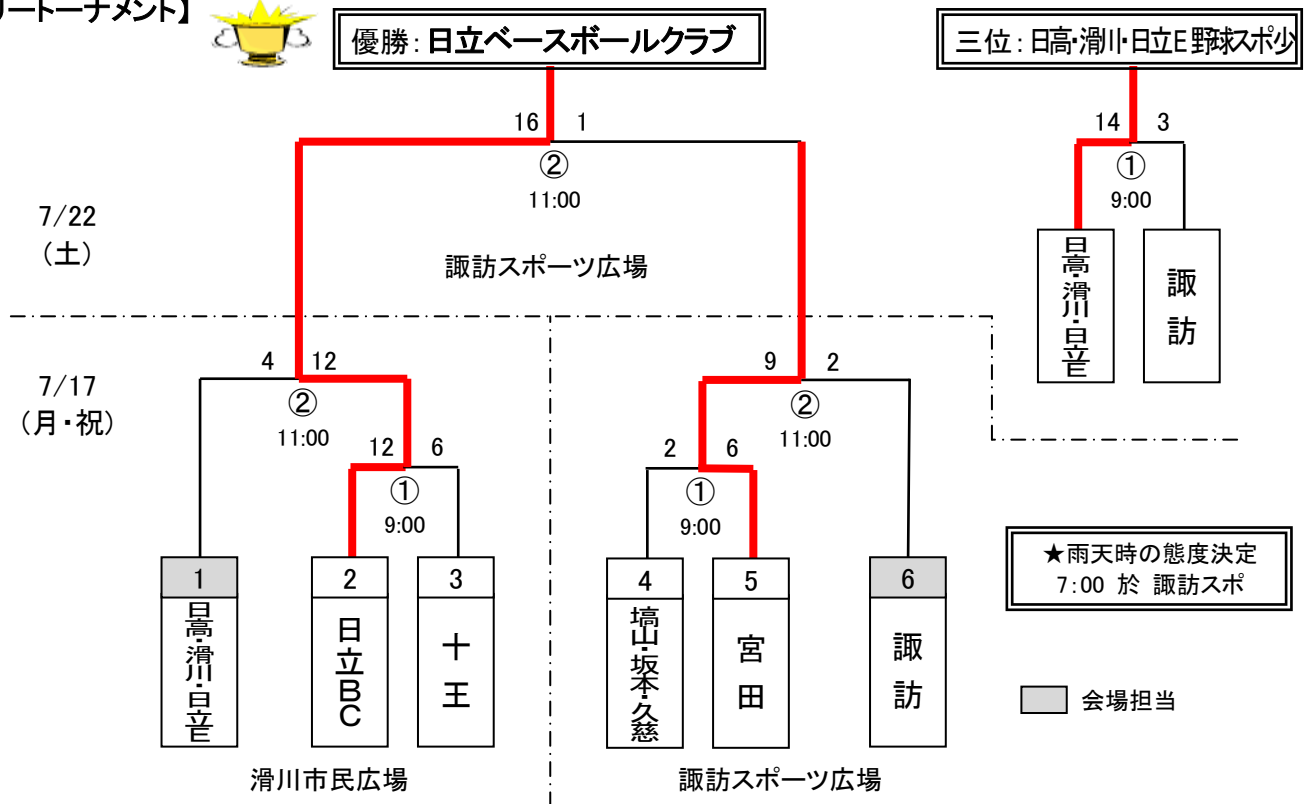 リートーナメント】
優勝：日立ベースボールクラブ
三位：日高・滑川・日立E野球スポ少
16 1
②
11:00
14 3
①
9:00
日高・滑川・日立E
諏訪
7/22
（土）
諏訪スポーツ広場
7/17
（月・祝）
4 12
②
11:00
9 2
②
11:00
12 6
①
9:00
2 6
①
9:00
1
日高・滑川・日立E
2
日立BC
3
十王
4
塙山・坂本・久慈
5
宮田
6
諏訪
★雨天時の態度決定
7:00 於 諏訪スポ
会場担当
滑川市民広場
諏訪スポーツ広場